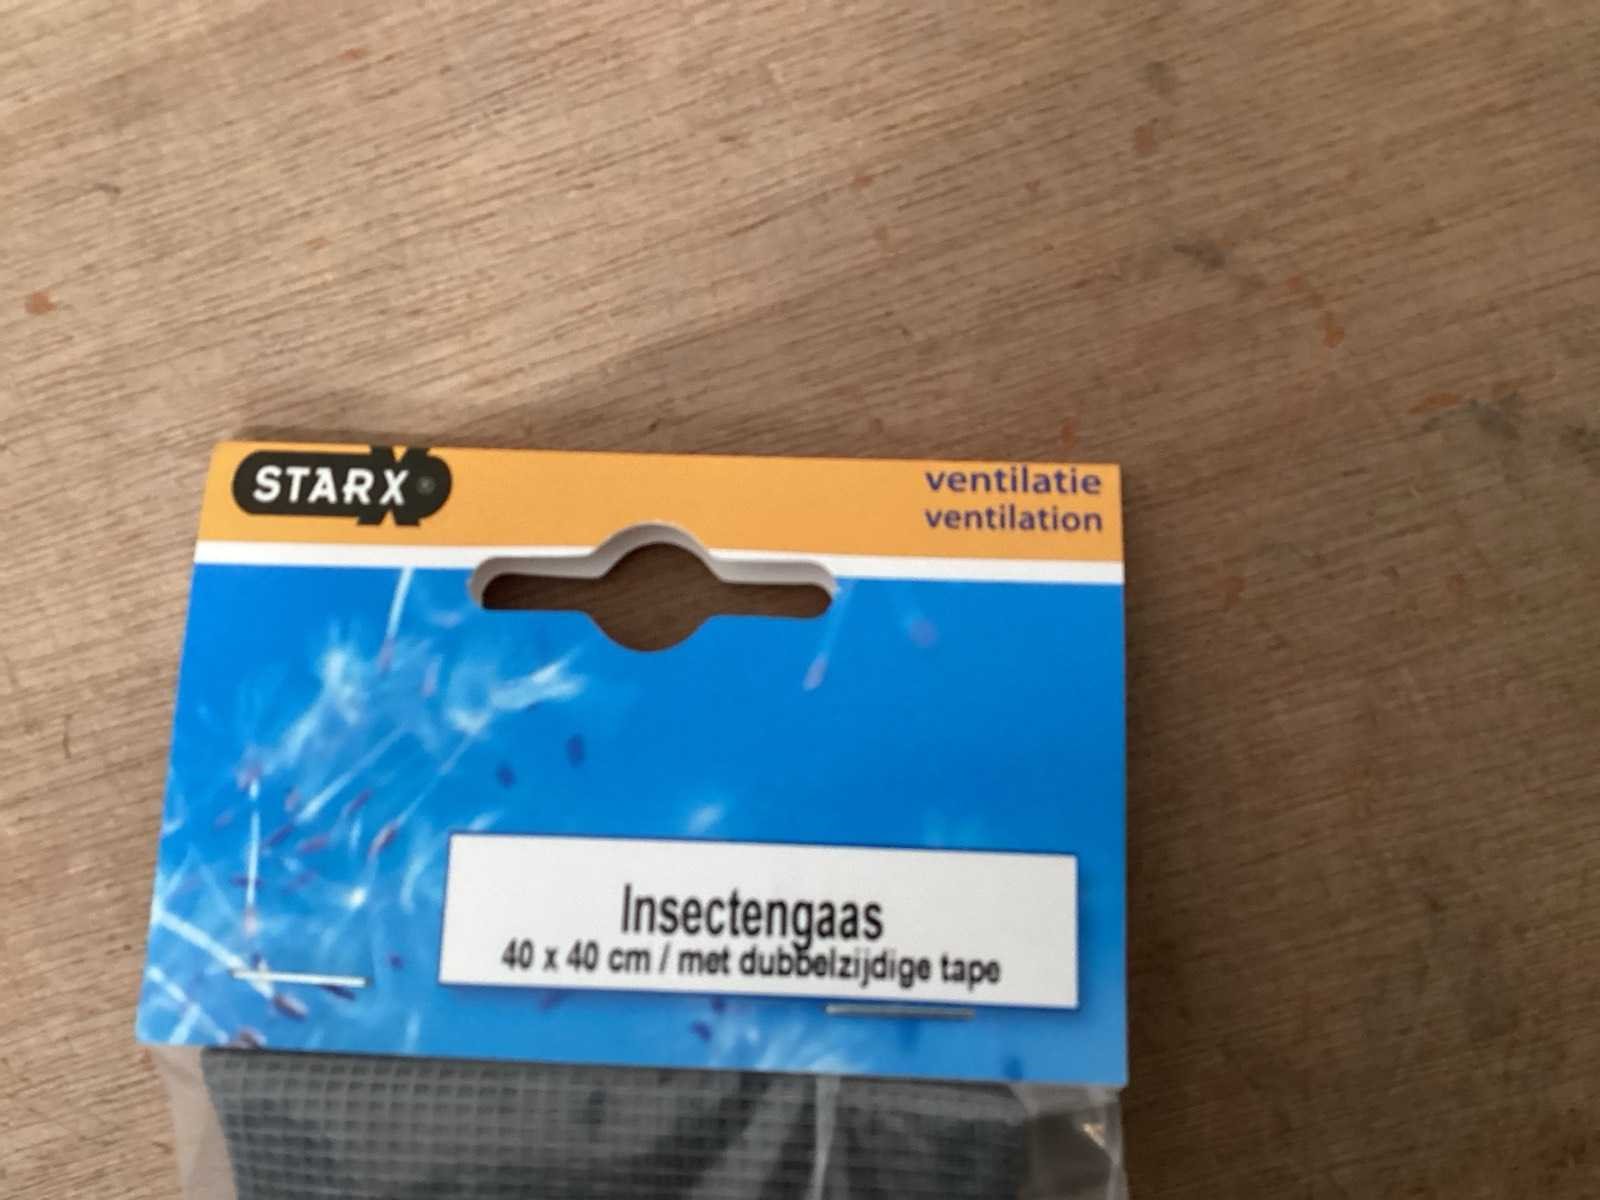 STARX®
ventilatie
ventilation
Insectengaas
40 x 40 cm / met dubbelzijdige tape